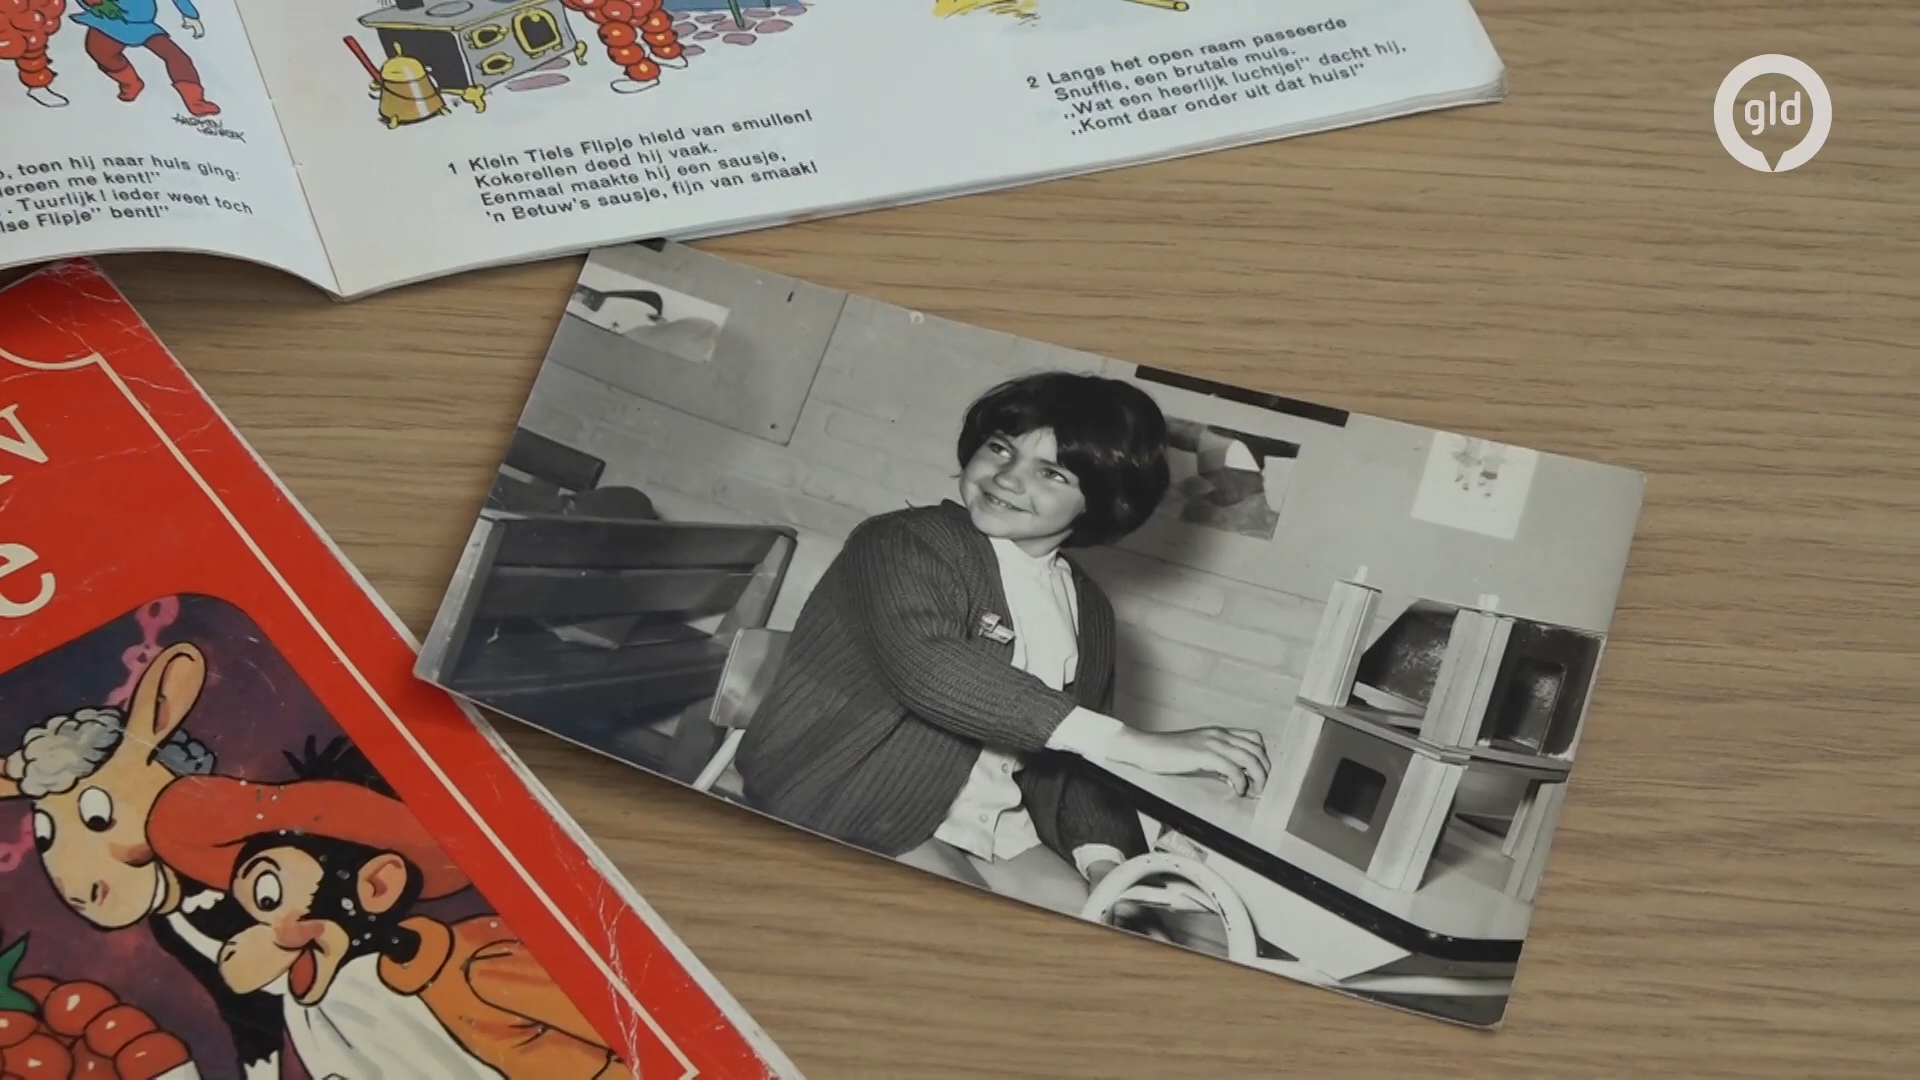 , toen hij naar huis ging:
ereen me kent!"
.. Tuurlijk! ieder weet toch
lse Flipje" bent!"
1 Klein Tiels Flipje hield van smullen!
Kokerellen deed hij vaak.
Eenmaal maakte hij een sausje,
'n Betuw's sausje, fijn van smaak!
2 Langs het open raam passeerde
Snuffie, een brutale muis.
,,Wat een heerlijk luchtje!" dacht hij,
,,Komt daar onder uit dat huis!"
gld